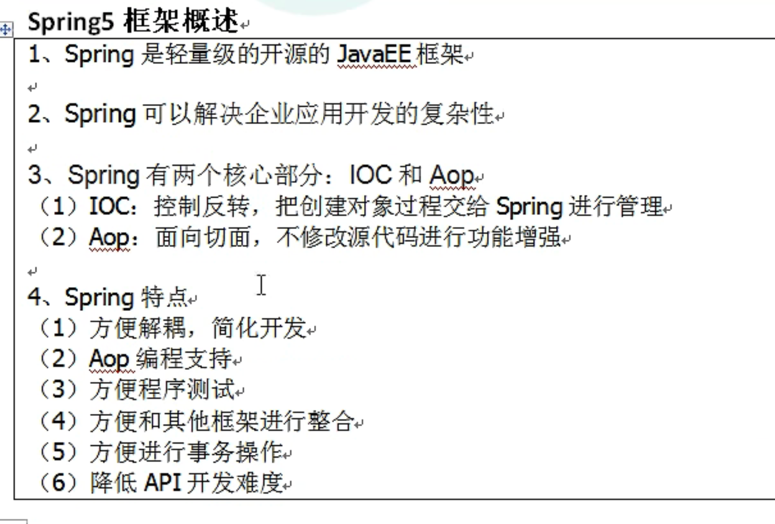 Spring5 框架概述
1、Spring 是轻量级的开源的 JavaEE 框架
2、Spring 可以解决企业应用开发的复杂性
3、Spring 有两个核心部分：IOC 和 Aop
（1）IOC：控制反转，把创建对象过程交给 Spring 进行管理
（2）Aop：面向切面，不修改源代码进行功能增强
4、Spring 特点
（1）方便解耦，简化开发
（2）Aop 编程支持
（3）方便程序测试
（4）方便和其他框架进行整合
（5）方便进行事务操作
（6）降低 API 开发难度